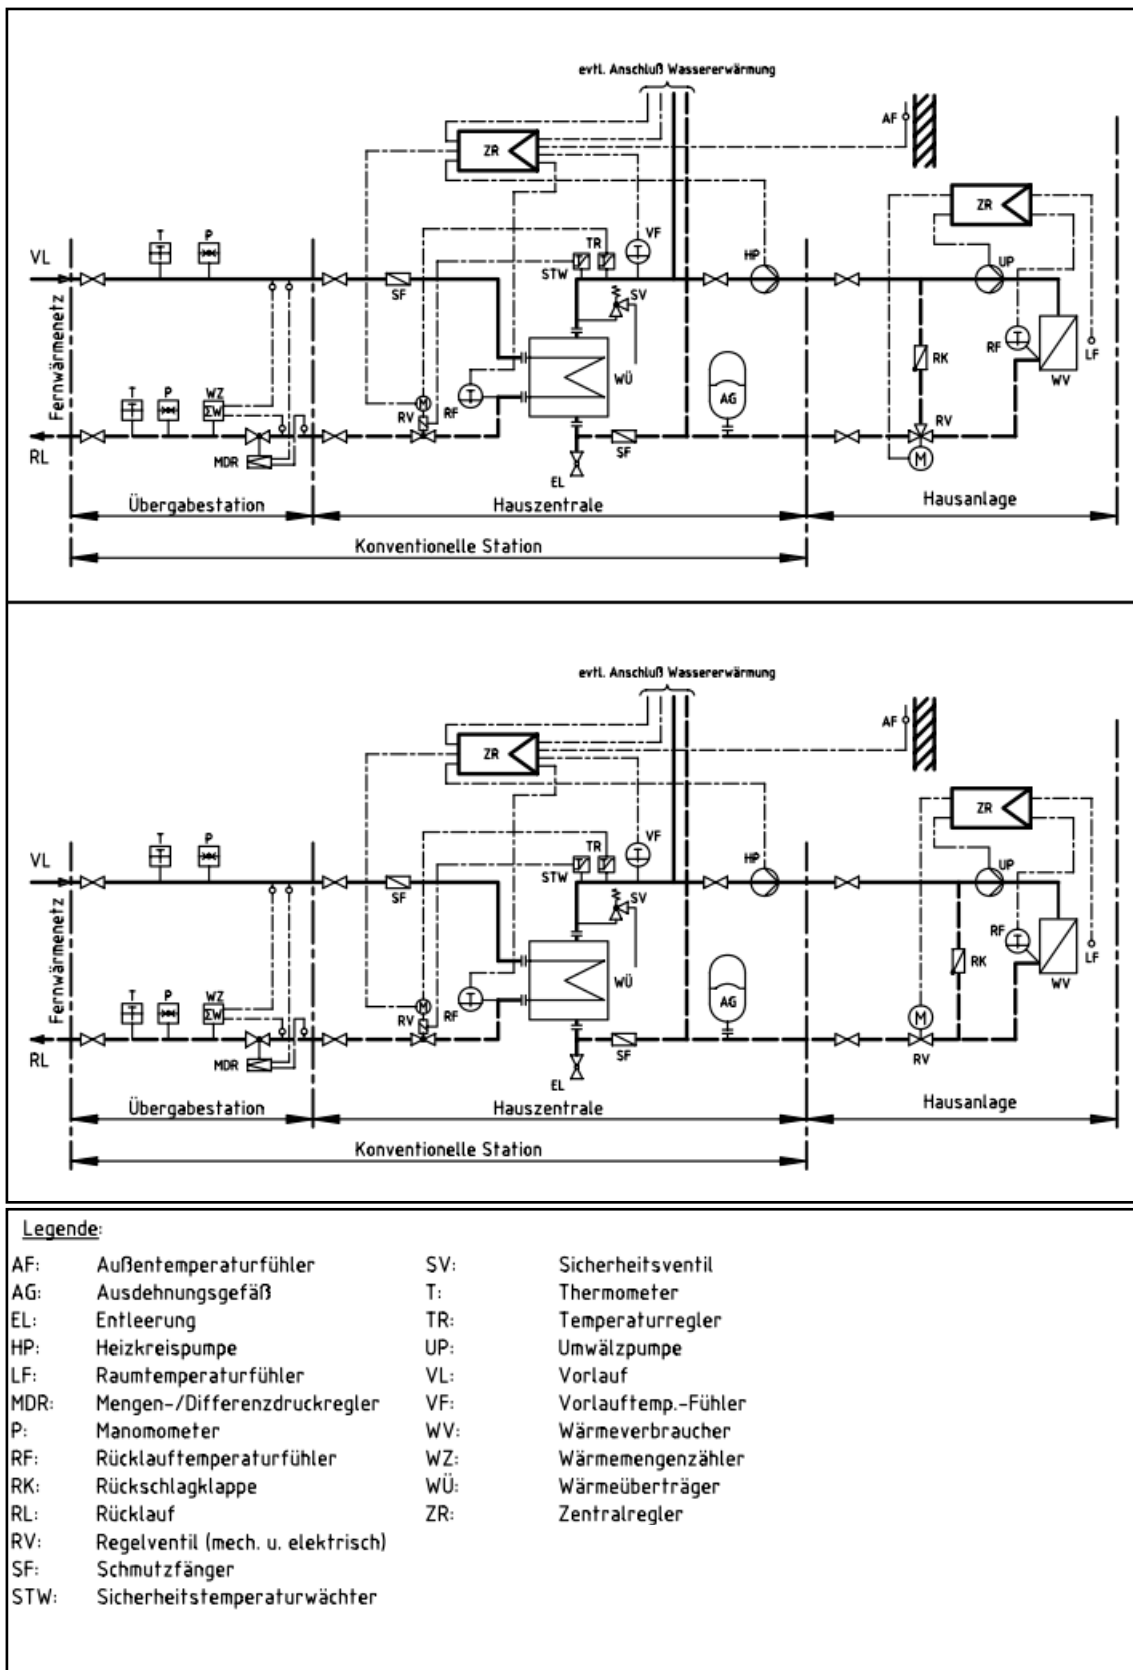 evtl. Anschluß Wassererwärmung
AF
ZR
ZR
T
P
VL
SF
STW
TR
VF
SV
HP
UP
Fernwärmenetz
T
P
WZ
ΣW
M
RV
RF
T
WÜ
AG
RK
RF
T
WV
LF
RL
MDR
EL
SF
RV
M
Übergabestation
Hauszentrale
Hausanlage
Konventionelle Station
evtl. Anschluß Wassererwärmung
AF
ZR
ZR
T
P
VL
SF
STW
TR
VF
SV
HP
UP
Fernwärmenetz
T
P
WZ
ΣW
M
RV
RF
T
WÜ
AG
RK
RF
T
WV
LF
RL
MDR
EL
SF
M
RV
Übergabestation
Hauszentrale
Hausanlage
Konventionelle Station
Legende:
AF: Außentemperaturfühler
AG: Ausdehnungsgefäß
EL: Entleerung
HP: Heizkreispumpe
LF: Raumtemperaturfühler
MDR: Mengen-/Differenzdruckregler
P: Manomometer
RF: Rücklauftemperaturfühler
RK: Rückschlagklappe
RL: Rücklauf
RV: Regelventil (mech. u. elektrisch)
SF: Schmutzfänger
STW: Sicherheitstemperaturwächter
SV: Sicherheitsventil
T: Thermometer
TR: Temperaturregler
UP: Umwälzpumpe
VL: Vorlauf
VF: Vorlauftemp.-Fühler
WV: Wärmeverbraucher
WZ: Wärmemengenzähler
WÜ: Wärmeüberträger
ZR: Zentralregler